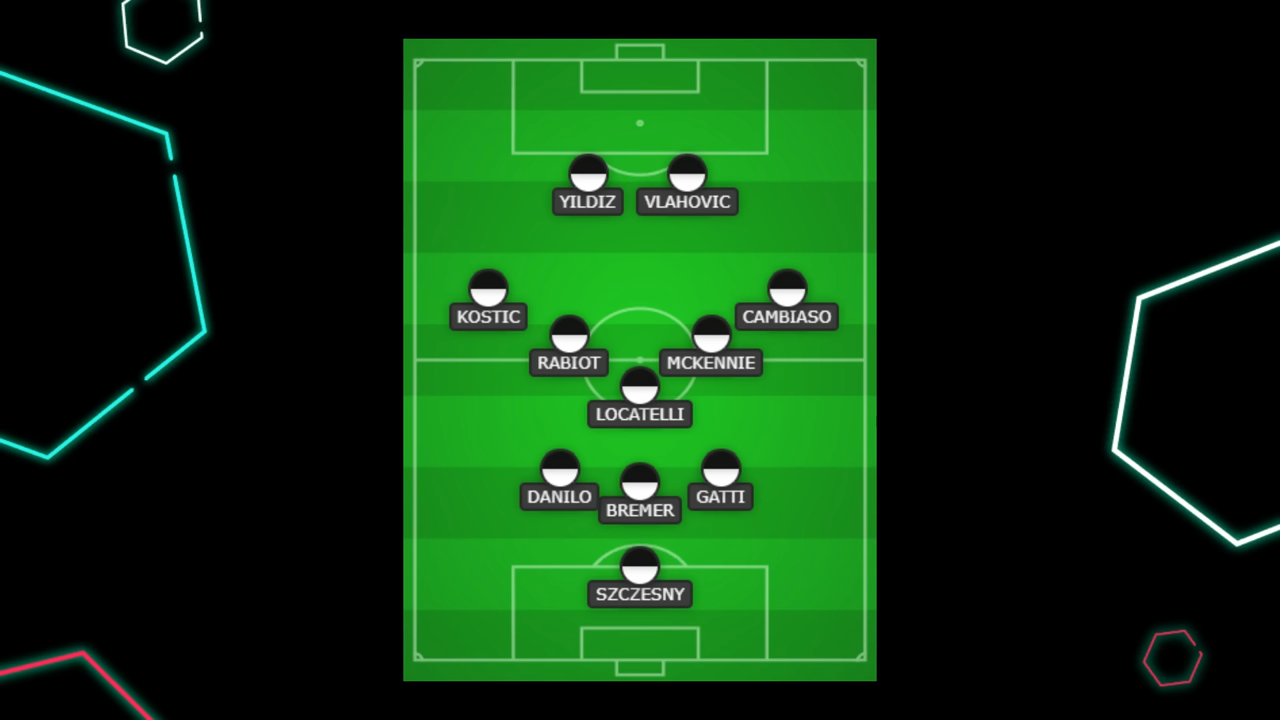 YILDIZ
VLAHOVIC
KOSTIC
CAMBIASO
RABIOT
MCKENNIE
LOCATELLI
DANILO
GATTI
BREMER
SZCZESNY